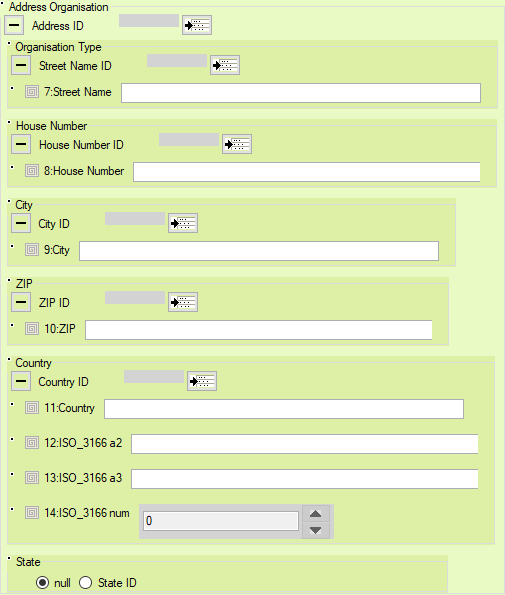 Address Organisation
Address ID
Organisation Type
Street Name ID
7:Street Name
House Number
House Number ID
8:House Number
City
City ID
9:City
ZIP
ZIP ID
10:ZIP
Country
Country ID
11:Country
12:ISO_3166 a2
13:ISO_3166 a3
14:ISO_3166 num 0
State
null State ID